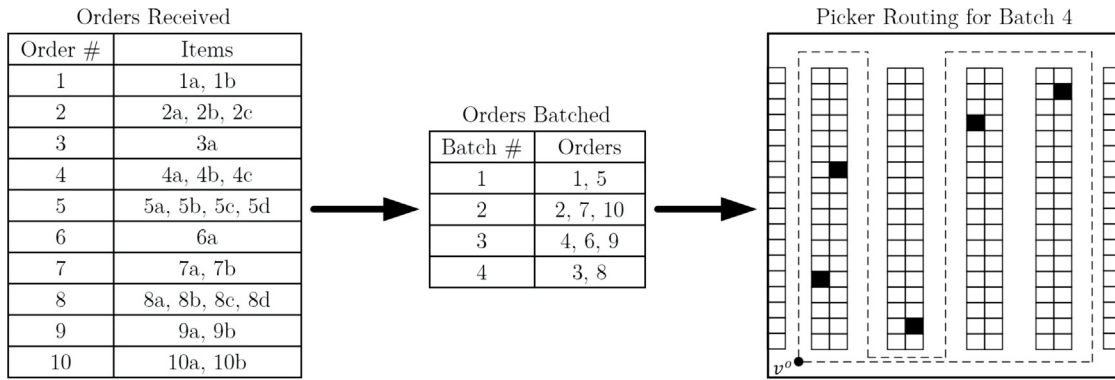 Orders Received
Order # Items
1 1a, 1b
2 2a, 2b, 2c
3 3a
4 4a, 4b, 4c
5 5a, 5b, 5c, 5d
6 6a
7 7a, 7b
8 8a, 8b, 8c, 8d
9 9a, 9b
10 10a, 10b
Orders Batched
Batch # Orders
1 1, 5
2 2, 7, 10
3 4, 6, 9
4 3, 8
Picker Routing for Batch 4
vᵒ